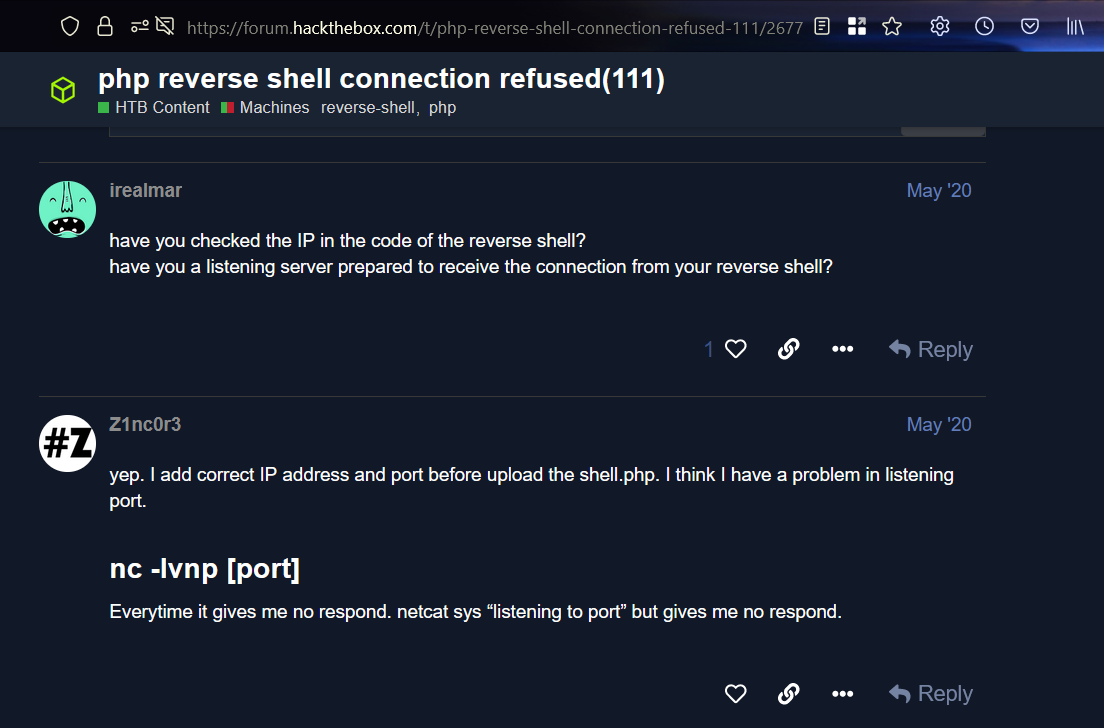 https://forum.hackthebox.com/t/php-reverse-shell-connection-refused-111/2677
php reverse shell connection refused(111)
HTB Content Machines reverse-shell, php
irealmar May '20
have you checked the IP in the code of the reverse shell?
have you a listening server prepared to receive the connection from your reverse shell?
1 Reply
#Z
Z1nc0r3 May '20
yep. I add correct IP address and port before upload the shell.php. I think I have a problem in listening
port.
nc -lvnp [port]
Everytime it gives me no respond. netcat sys “listening to port” but gives me no respond.
Reply